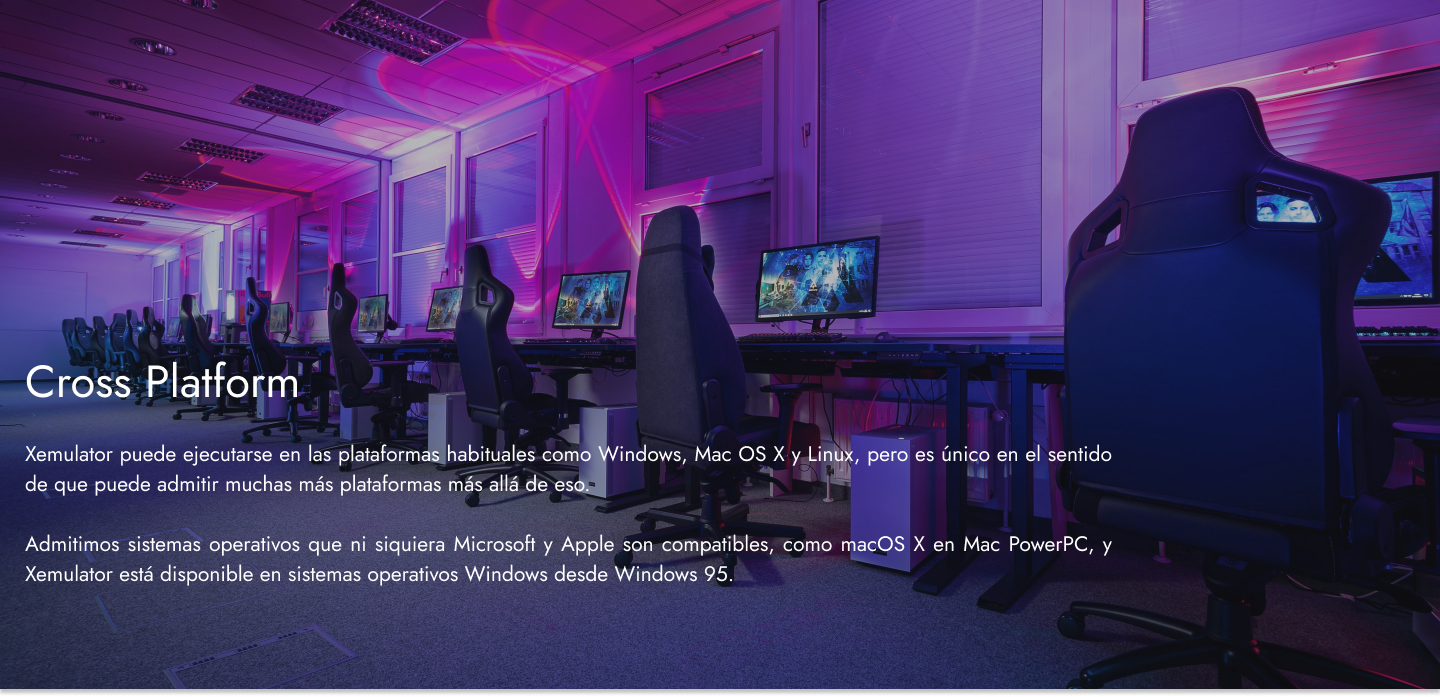 Cross Platform
Xemulator puede ejecutarse en las plataformas habituales como Windows, Mac OS X y Linux, pero es único en el sentido
de que puede admitir muchas más plataformas más allá de eso.
Admitimos sistemas operativos que ni siquiera Microsoft y Apple son compatibles, como macOS X en Mac PowerPC, y
Xemulator está disponible en sistemas operativos Windows desde Windows 95.